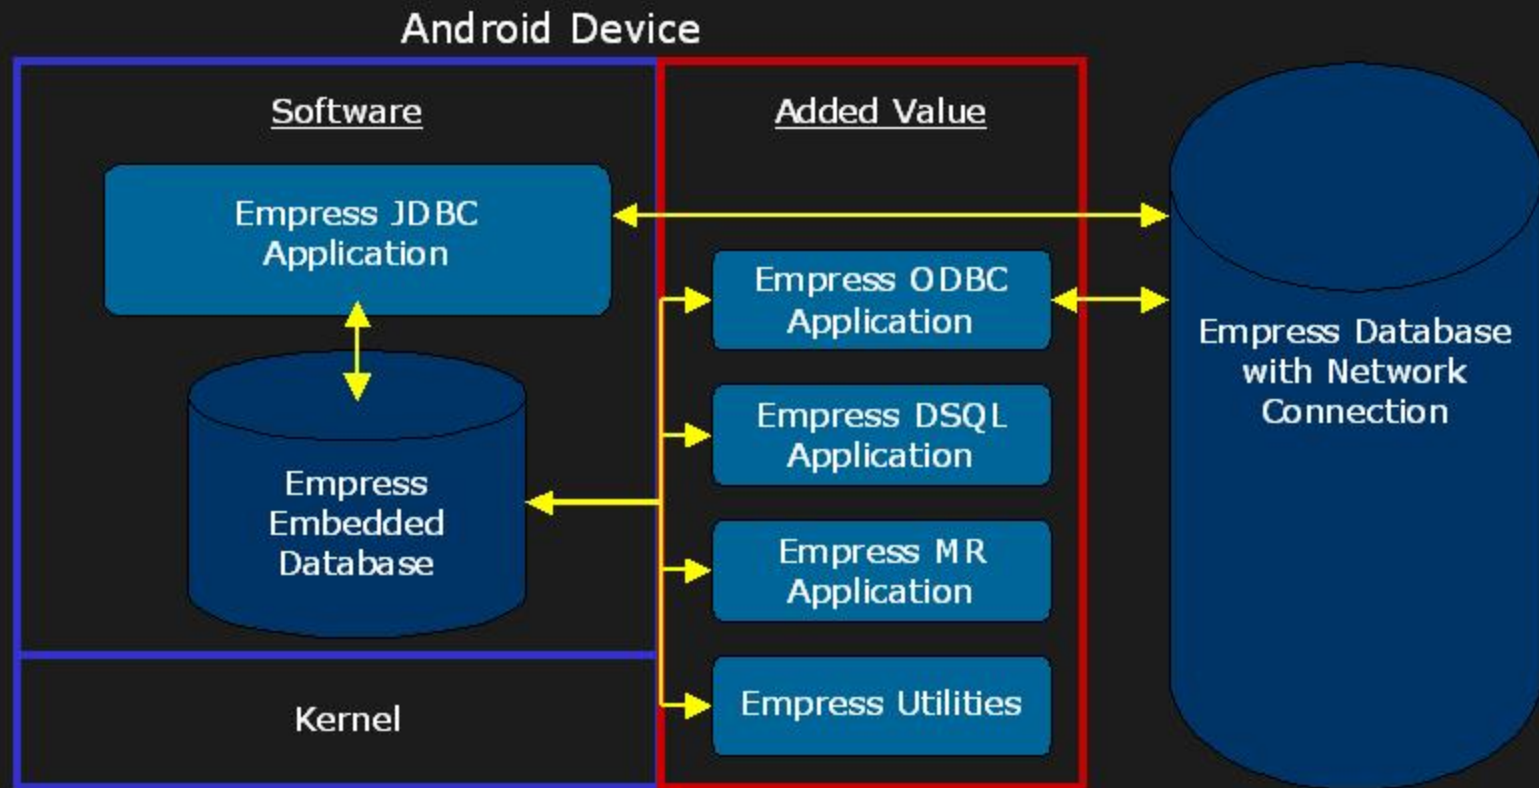 Android Device
Software
Empress JDBC
Application
Empress
Embedded
Database
Kernel
Added Value
Empress ODBC
Application
Empress DSQL
Application
Empress MR
Application
Empress Utilities
Empress Database
with Network
Connection